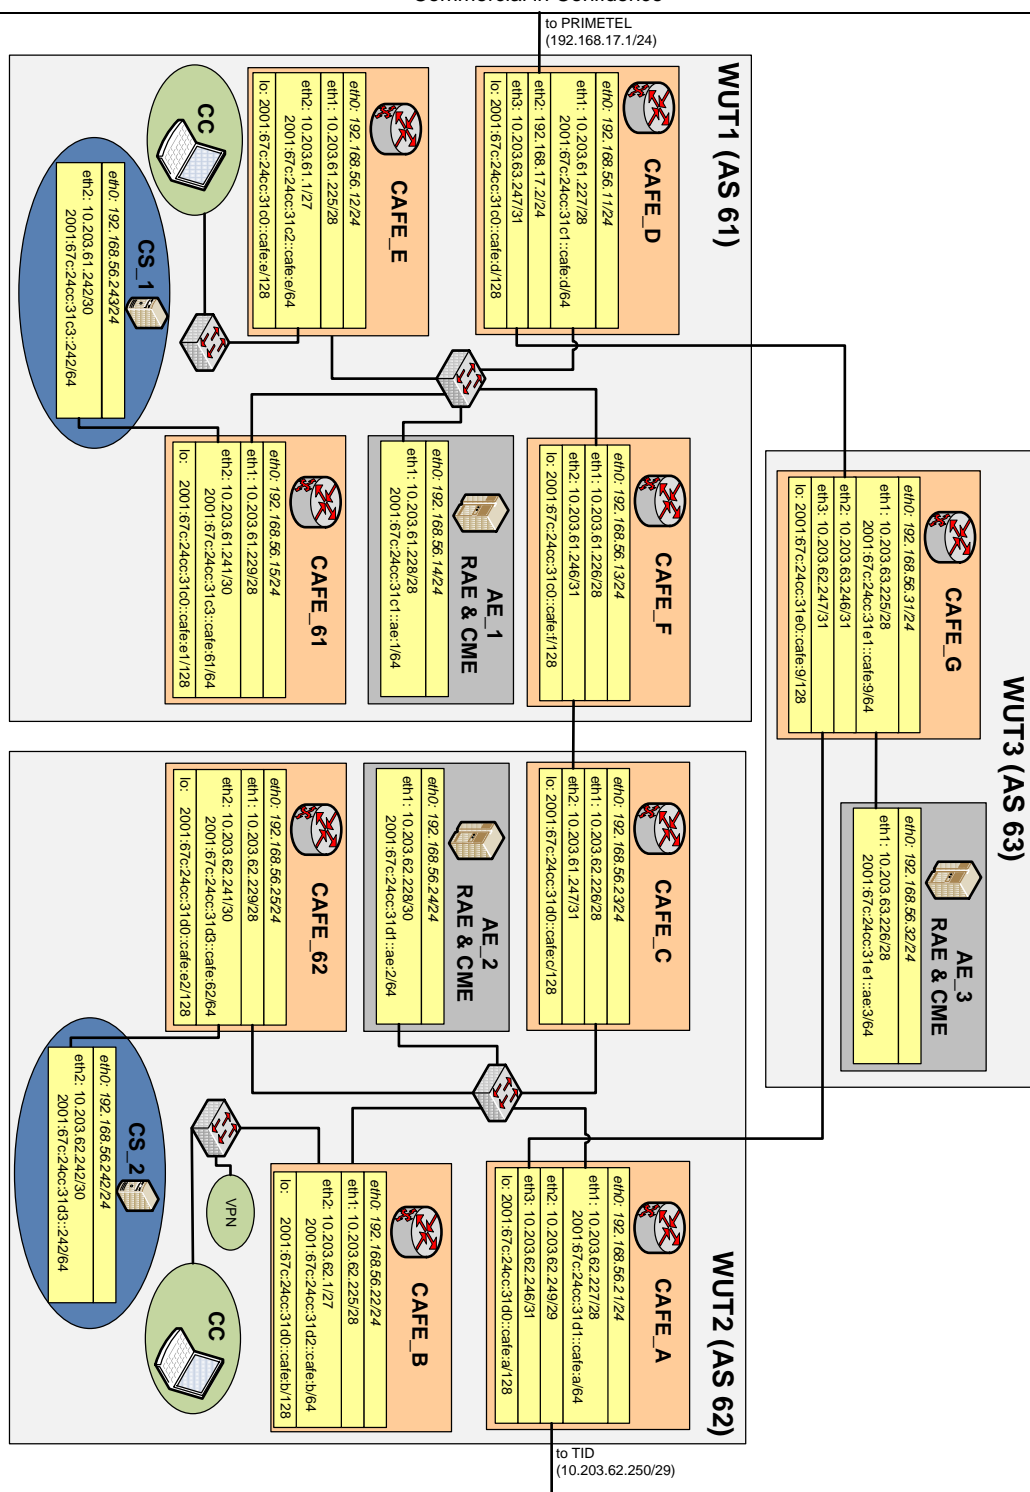 Commercial in Confidence
to PRIMETEL
(192.168.17.1/24)
WUT1 (AS 61)
CAFE_D
eth0: 192.168.56.11/24
eth1: 10.203.61.227/28
2001:67c:24cc:31c1::cafe:d/64
eth2: 192.168.17.2/24
eth3: 10.203.63.247/31
lo: 2001:67c:24cc:31c0::cafe:d/128
CAFE_E
eth0: 192.168.56.12/24
eth1: 10.203.61.225/28
eth2: 10.203.61.1/27
2001:67c:24cc:31c2::cafe:e/64
lo: 2001:67c:24cc:31c0::cafe:e/128
CC
CS_1
eth0: 192.168.56.243/24
eth2: 10.203.61.242/30
2001:67c:24cc:31c3::242/64
CAFE_F
eth0: 192.168.56.13/24
eth1: 10.203.61.226/28
eth2: 10.203.61.246/31
lo: 2001:67c:24cc:31c0::cafe:f/128
AE_1
RAE & CME
eth0: 192.168.56.14/24
eth1: 10.203.61.228/28
2001:67c:24cc:31c1::ae:1/64
CAFE_61
eth0: 192.168.56.15/24
eth1: 10.203.61.229/28
eth2: 10.203.61.241/30
2001:67c:24cc:31c3::cafe:61/64
lo: 2001:67c:24cc:31c0::cafe:e1/128
WUT3 (AS 63)
CAFE_G
eth0: 192.168.56.31/24
eth1: 10.203.63.225/28
2001:67c:24cc:31e1::cafe:9/64
eth2: 10.203.63.246/31
eth3: 10.203.62.247/31
lo: 2001:67c:24cc:31e0::cafe:9/128
AE_3
RAE & CME
eth0: 192.168.56.32/24
eth1: 10.203.63.226/28
2001:67c:24cc:31e1::ae:3/64
WUT2 (AS 62)
CAFE_C
eth0: 192.168.56.23/24
eth1: 10.203.62.226/28
eth2: 10.203.61.247/31
lo: 2001:67c:24cc:31d0::cafe:c/128
AE_2
RAE & CME
eth0: 192.168.56.24/24
eth1: 10.203.62.228/30
2001:67c:24cc:31d1::ae:2/64
CAFE_62
eth0: 192.168.56.25/24
eth1: 10.203.62.229/28
eth2: 10.203.62.241/30
2001:67c:24cc:31d3::cafe:62/64
lo: 2001:67c:24cc:31d0::cafe:e2/128
CAFE_A
eth0: 192.168.56.21/24
eth1: 10.203.62.227/28
2001:67c:24cc:31d1::cafe:a/64
eth2: 10.203.62.249/29
eth3: 10.203.62.246/31
lo: 2001:67c:24cc:31d0::cafe:a/128
CAFE_B
eth0: 192.168.56.22/24
eth1: 10.203.62.225/28
eth2: 10.203.62.1/27
2001:67c:24cc:31d2::cafe:b/64
lo: 2001:67c:24cc:31d0::cafe:b/128
VPN
CS_2
eth0: 192.168.56.242/24
eth2: 10.203.62.242/30
2001:67c:24cc:31d3::242/64
CC
to TID
(10.203.62.250/29)